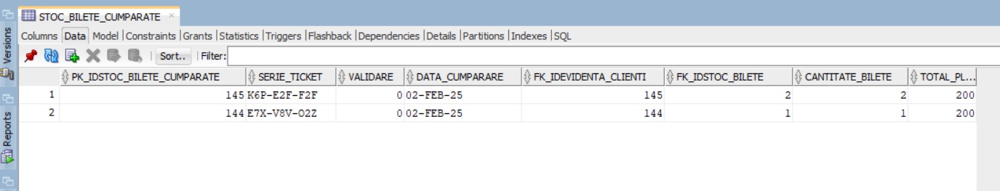 STOC_BILETE_CUMPARATE ×
Columns Data Model |Constraints |Grants |Statistics |Triggers |Flashback |Dependencies |Details |Partitions |Indexes |SQL
Sort.. Filter:
PK_IDSTOC_BILETE_CUMPARATE SERIE_TICKET VALIDARE DATA_CUMPARARE FK_IDEVIDENTA_CLIENTI FK_IDSTOC_BILETE CANTITATE_BILETE TOTAL_PL...
1 145 K6P-E2F-F2F 0 02-FEB-25 145 2 2 200
2 144 E7X-V8V-O2Z 0 02-FEB-25 144 1 1 200
Versions
Reports